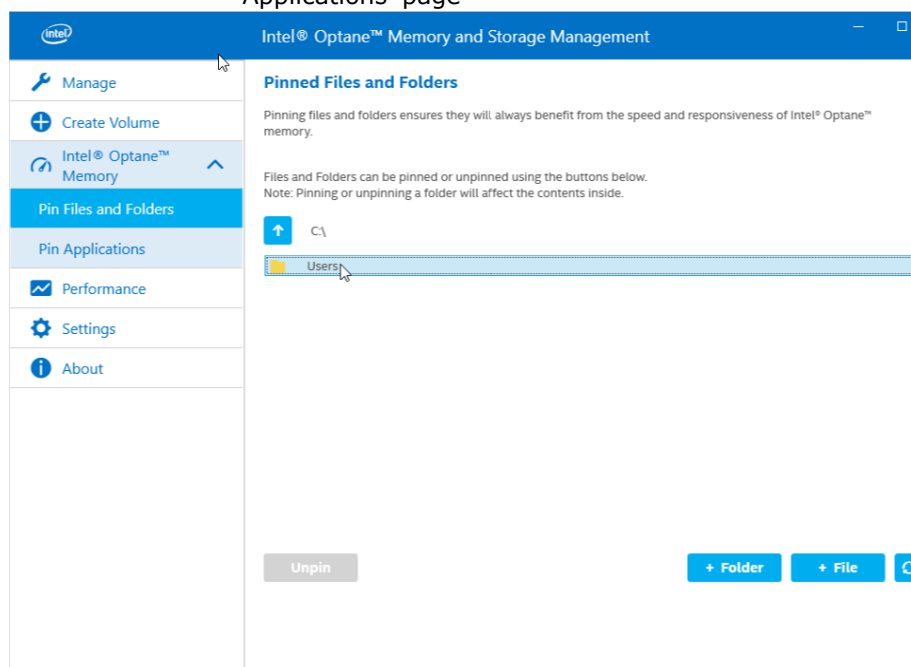 Applications" page
intel
Intel® Optane™ Memory and Storage Management
Manage
Create Volume
Intel® Optane™
Memory
Pin Files and Folders
Pin Applications
Performance
Settings
About
Pinned Files and Folders
Pinning files and folders ensures they will always benefit from the speed and responsiveness of Intel® Optane™
memory.
Files and Folders can be pinned or unpinned using the buttons below.
Note: Pinning or unpinning a folder will affect the contents inside.
C:\
Users
Unpin
+ Folder
+ File